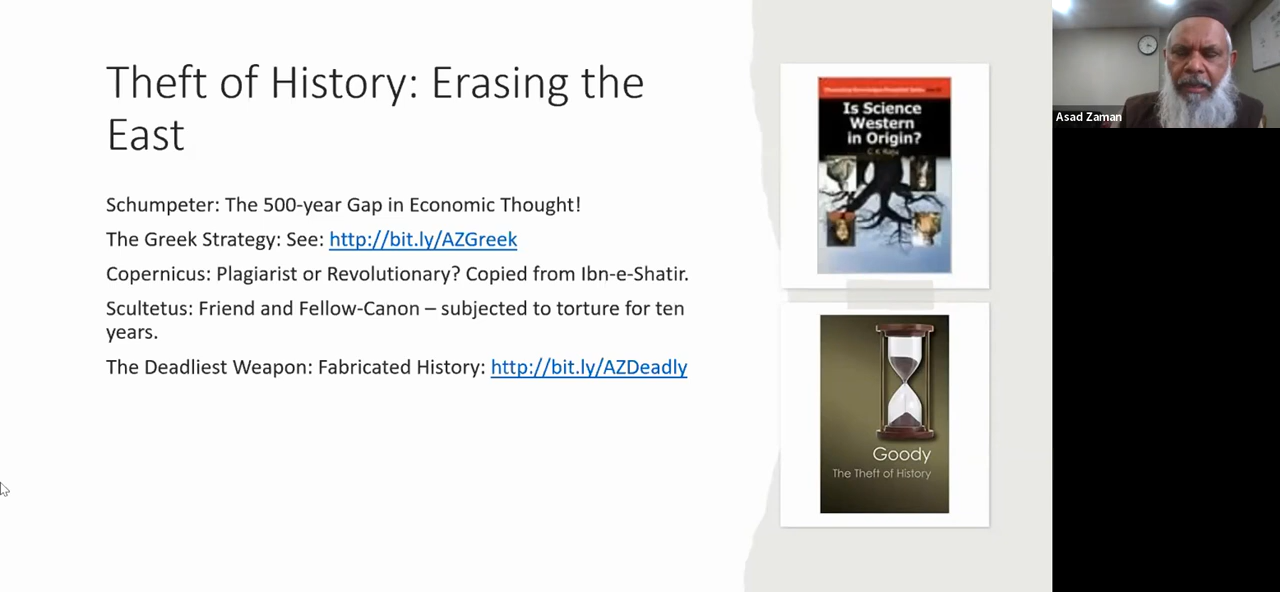 Theft of History: Erasing the
East
Schumpeter: The 500-year Gap in Economic Thought!
The Greek Strategy: See: http://bit.ly/AZGreek
Copernicus: Plagiarist or Revolutionary? Copied from Ibn-e-Shatir.
Scultetus: Friend and Fellow-Canon – subjected to torture for ten
years.
The Deadliest Weapon: Fabricated History: http://bit.ly/AZDeadly
Is Science
Western
in Origin?
C. K. Raju
Goody
The Theft of History
Asad Zaman